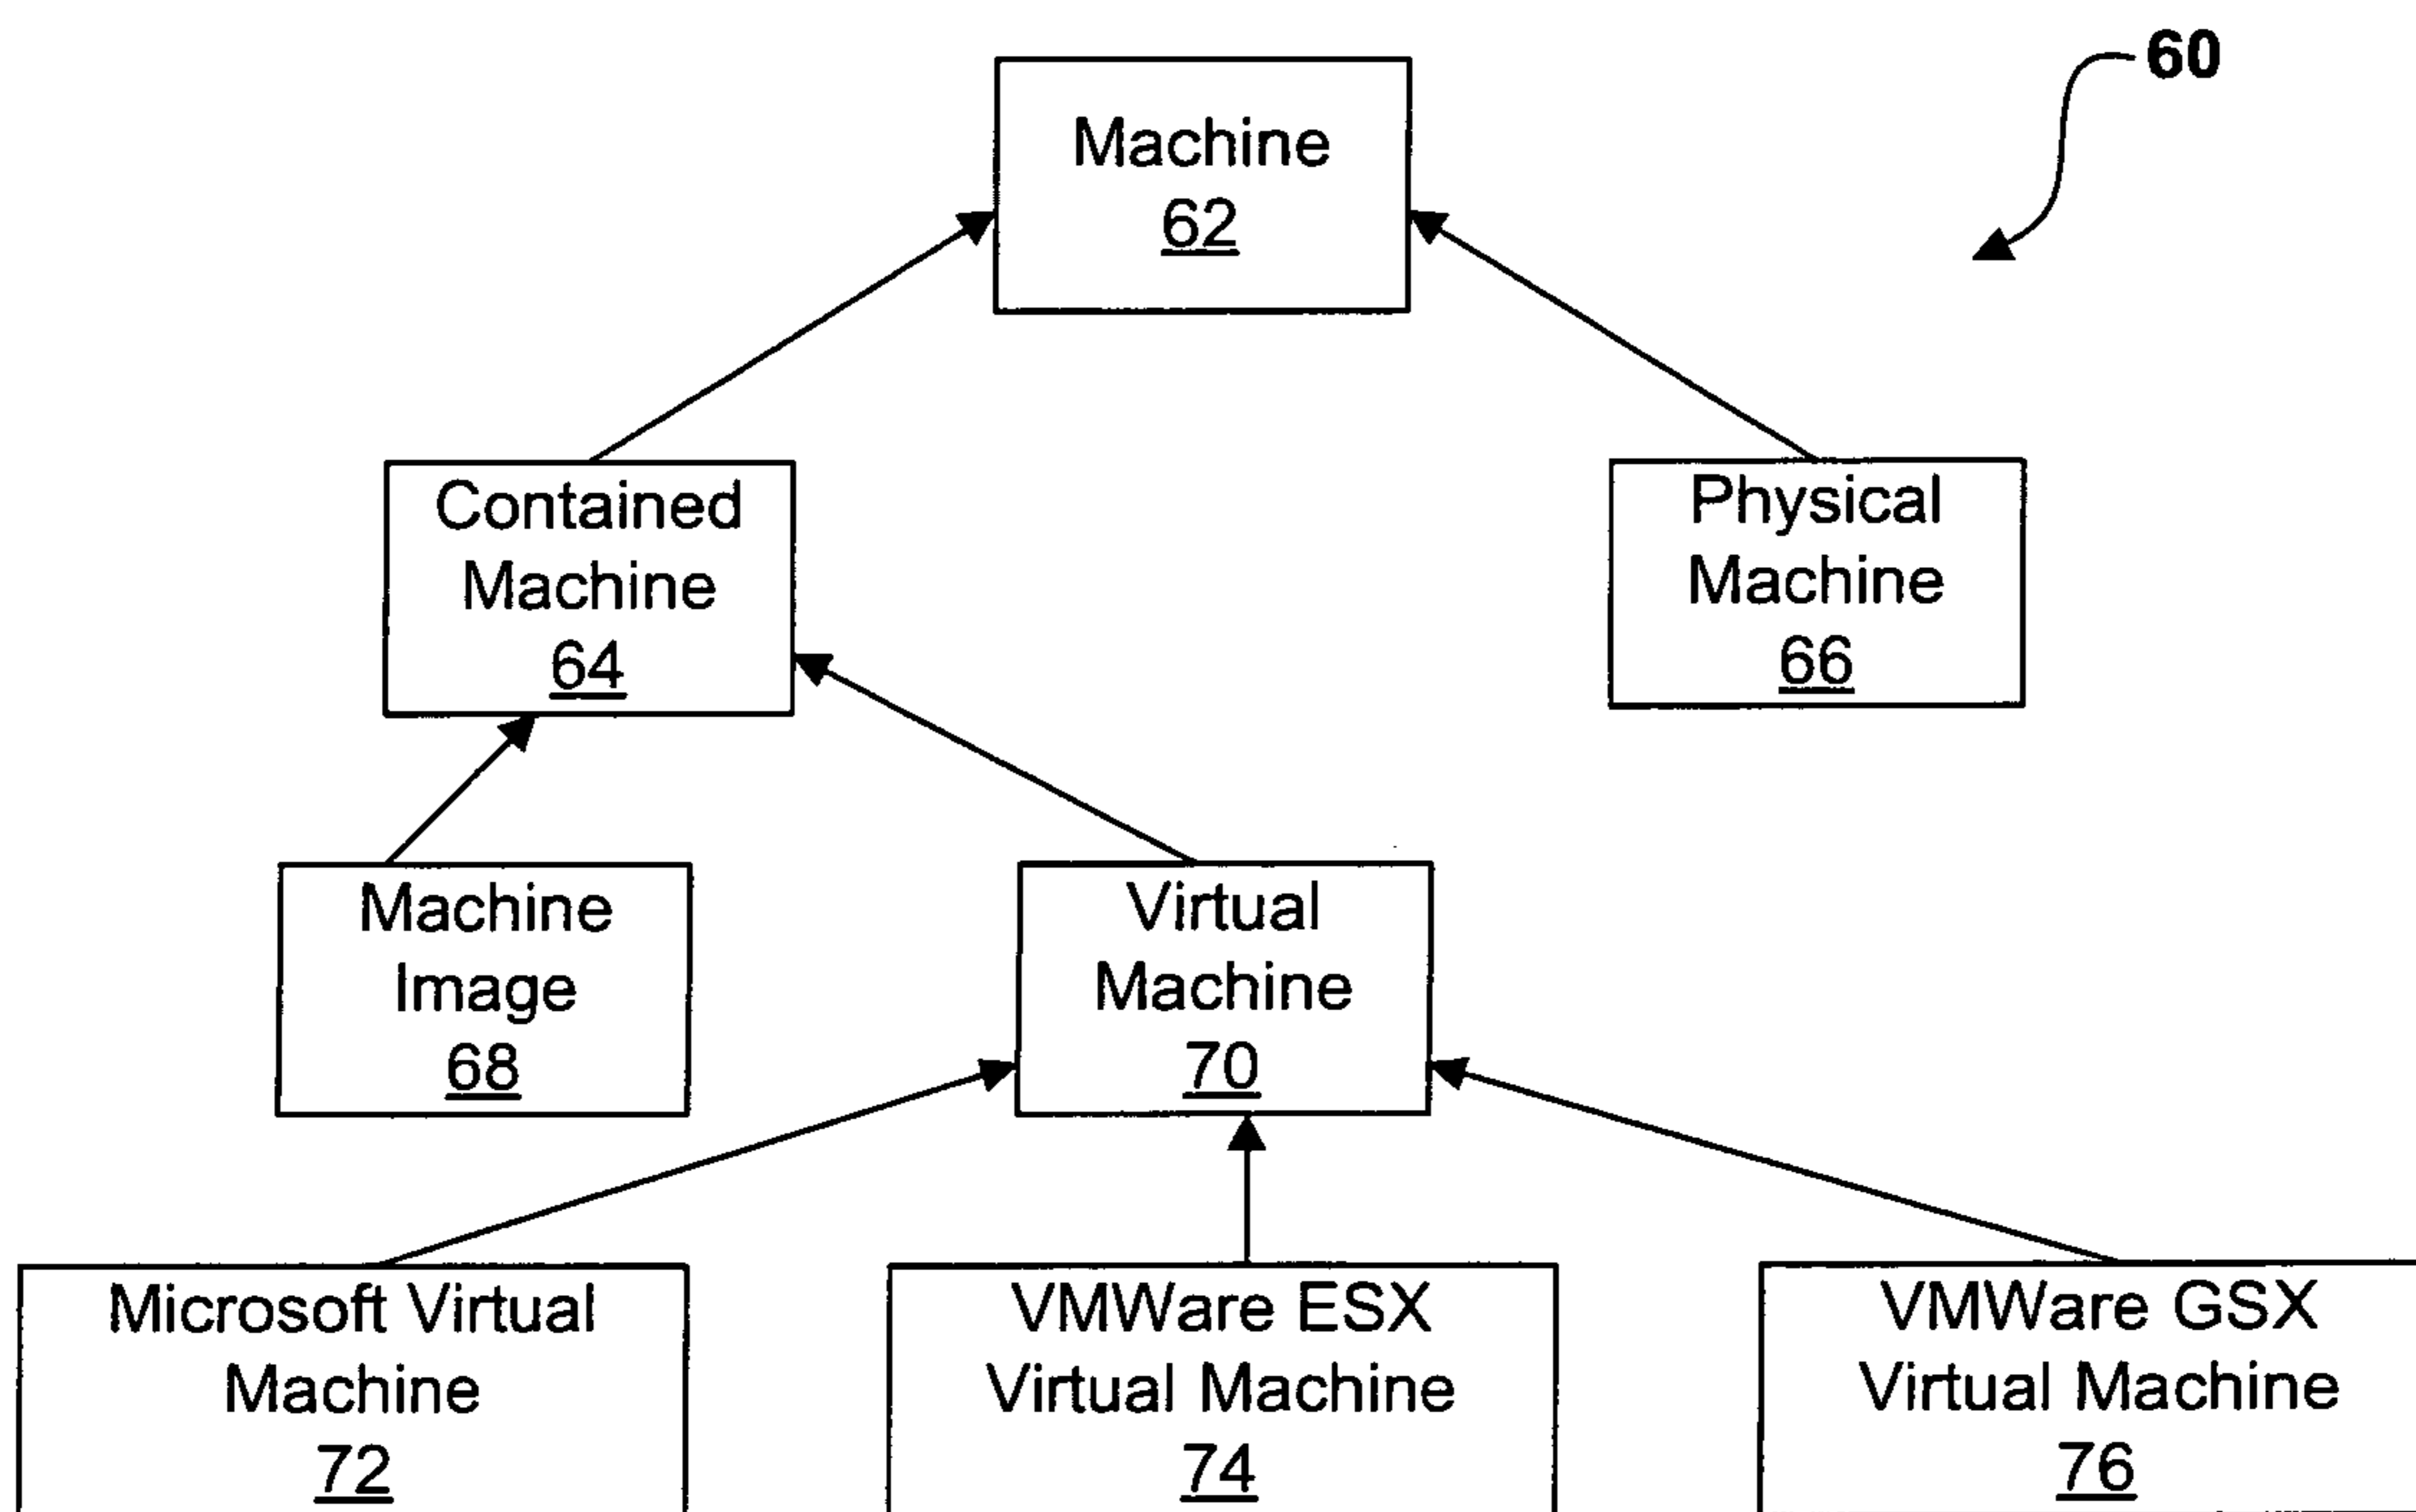 60
Machine
62
Contained
Machine
64
Physical
Machine
66
Machine
Image
68
Virtual
Machine
70
Microsoft Virtual
Machine
72
VMWare ESX
Virtual Machine
74
VMWare GSX
Virtual Machine
76